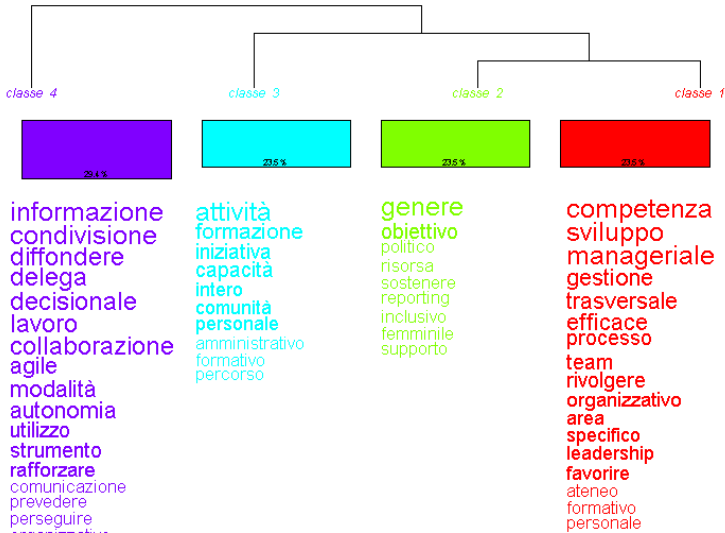 classe 4
classe 3
classe 2
classe 1
29.4 %
23.5 %
23.5 %
23.5 %
informazione
condivisione
diffondere
delega
decisionale
lavoro
collaborazione
agile
modalità
autonomia
utilizzo
strumento
rafforzare
comunicazione
prevedere
perseguire
attività
formazione
iniziativa
capacità
intero
comunità
personale
amministrativo
formativo
percorso
genere
obiettivo
politico
risorsa
sostenere
reporting
inclusivo
femminile
supporto
competenza
sviluppo
manageriale
gestione
trasversale
efficace
processo
team
rivolgere
organizzativo
area
specifico
leadership
favorire
ateneo
formativo
personale